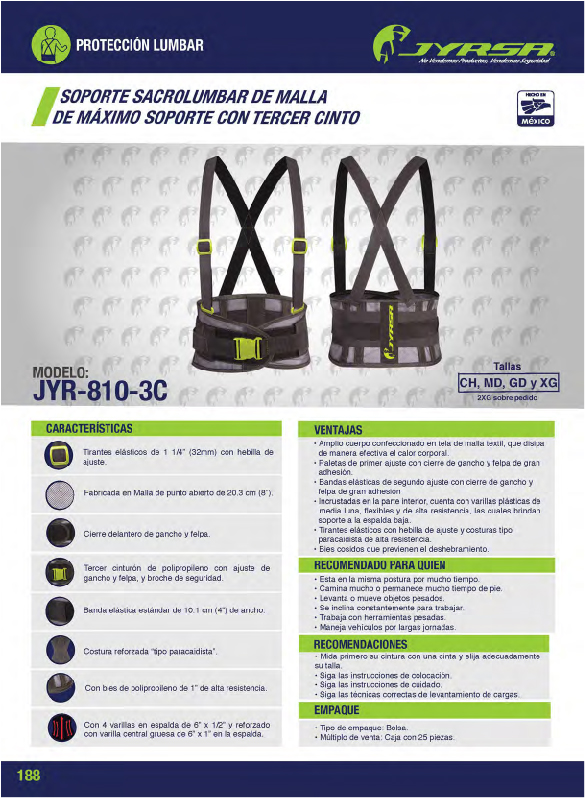 PROTECCIÓN LUMBAR
JYRSA®
No Vendemos Productos, Vendemos Seguridad
SOPORTE SACROLUMBAR DE MALLA
DE MÁXIMO SOPORTE CON TERCER CINTO
HECHO EN
MÉXICO
JYRSA
MODELO:
JYR-810-3C
Tallas
CH, MD, GD y XG
2XG sobre pedido
CARACTERÍSTICAS
Tirantes elásticos de 1 1/4" (32mm) con hebilla de
ajuste.
Fabricada en Malla de punto abierto de 20.3 cm (8").
Cierre delantero de gancho y felpa.
Tercer cinturón de polipropileno con ajuste de
gancho y felpa, y broche de seguridad.
Banda elástica estándar de 10.1 cm (4") de ancho.
Costura reforzada "tipo paracaidista".
Con bies de polipropileno de 1" de alta resistencia.
Con 4 varillas en espalda de 6" x 1/2" y reforzado
con varilla central gruesa de 6" x 1" en la espalda.
VENTAJAS
• Amplio cuerpo confeccionado en tela de malla textil, que disipa
de manera efectiva el calor corporal.
• Paletas de primer ajuste con cierre de gancho y felpa de gran
adhesión.
• Bandas elásticas de segundo ajuste con cierre de gancho y
felpa de gran adhesión
• Incrustadas en la parte interior, cuenta con varillas plásticas de
media luna, flexibles y de alta resistencia, las cuales brindan
soporte a la espalda baja.
• Tirantes elásticos con hebilla de ajuste y costuras tipo
paracaidista de alta resistencia.
• Bies cosidos que previenen el deshebramiento.
RECOMENDADO PARA QUIEN
• Esta en la misma postura por mucho tiempo.
• Camina mucho o permanece mucho tiempo de pie.
• Levanta o mueve objetos pesados.
• Se inclina constantemente para trabajar.
• Trabaja con herramientas pesadas.
• Maneja vehículos por largas jornadas.
RECOMENDACIONES
• Mida primero su cintura con una cinta y elija adecuadamente
su talla.
• Siga las instrucciones de colocación.
• Siga las instrucciones de cuidado.
• Siga las técnicas correctas de levantamiento de cargas.
EMPAQUE
• Tipo de empaque: Bolsa.
• Múltiplo de venta: Caja con 25 piezas.
188